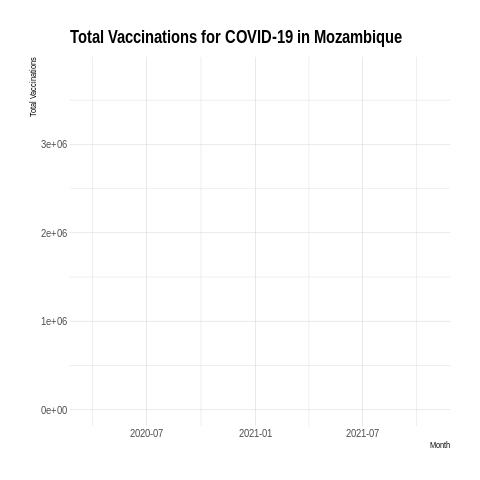 Total Vaccinations for COVID-19 in Mozambique
Total Vaccinations
3e+06
2e+06
1e+06
0e+00
2020-07 2021-01 2021-07
Month